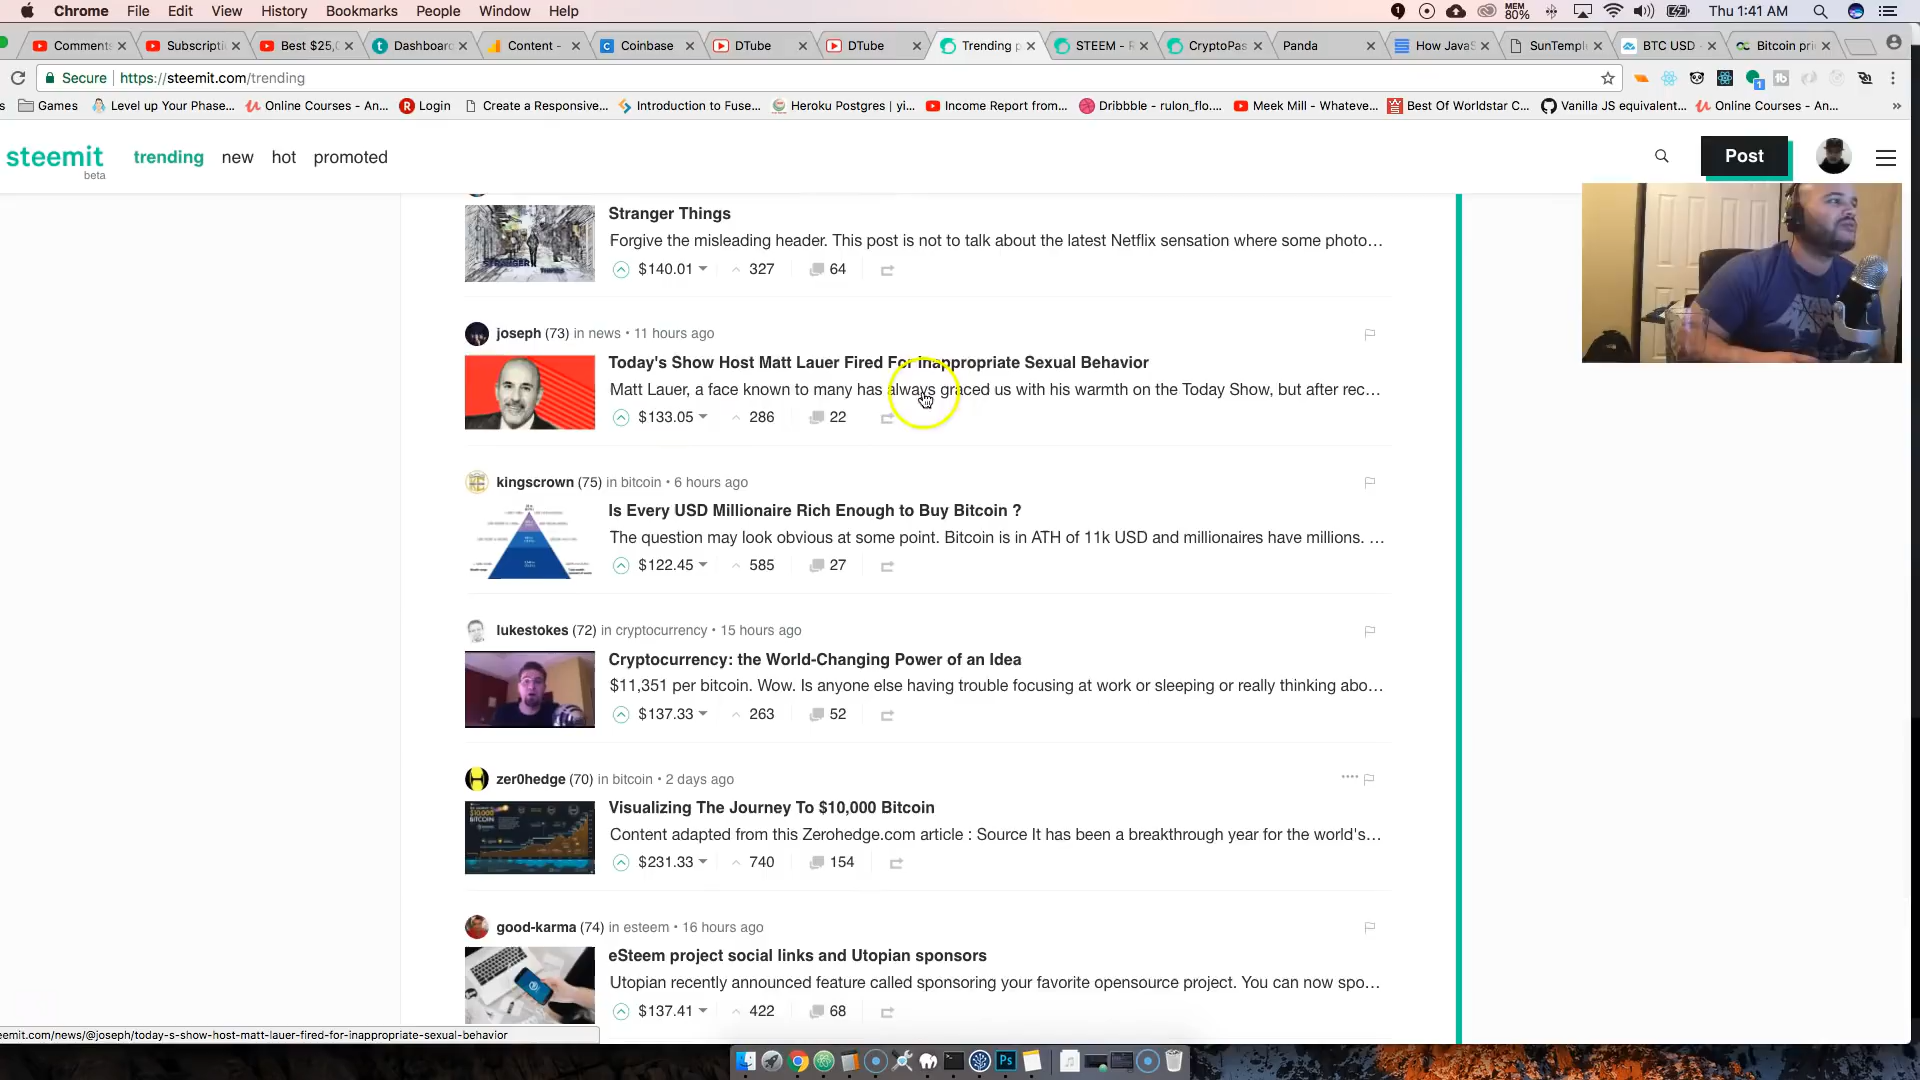 Chrome File Edit View History Bookmarks People Window Help
MEM 80% Thu 1:41 AM
Comments Subscripti Best $25,0 Dashboar Content - Coinbase DTube DTube Trending p STEEM - R CryptoPas Panda How JavaS SunTempl BTC USD Bitcoin pri
Secure https://steemit.com/trending
s Games Level up Your Phase... Online Courses - An... Login Create a Responsive... Introduction to Fuse... Heroku Postgres | yi... Income Report from... Dribbble - rulon_flo.... Meek Mill - Whateve... Best Of Worldstar C... Vanilla JS equivalent... Online Courses - An... »
steemit beta trending new hot promoted Post
Stranger Things
Forgive the misleading header. This post is not to talk about the latest Netflix sensation where some photo…
$140.01 327 64
joseph (73) in news • 11 hours ago
Today's Show Host Matt Lauer Fired For Inappropriate Sexual Behavior
Matt Lauer, a face known to many has always graced us with his warmth on the Today Show, but after rec…
$133.05 286 22
kingscrown (75) in bitcoin • 6 hours ago
Is Every USD Millionaire Rich Enough to Buy Bitcoin ?
The question may look obvious at some point. Bitcoin is in ATH of 11k USD and millionaires have millions. …
$122.45 585 27
lukestokes (72) in cryptocurrency • 15 hours ago
Cryptocurrency: the World-Changing Power of an Idea
$11,351 per bitcoin. Wow. Is anyone else having trouble focusing at work or sleeping or really thinking abo…
$137.33 263 52
zer0hedge (70) in bitcoin • 2 days ago
Visualizing The Journey To $10,000 Bitcoin
Content adapted from this Zerohedge.com article : Source It has been a breakthrough year for the world's…
$231.33 740 154
good-karma (74) in esteem • 16 hours ago
eSteem project social links and Utopian sponsors
Utopian recently announced feature called sponsoring your favorite opensource project. You can now spo…
$137.41 422 68
eemit.com/news/@joseph/today-s-show-host-matt-lauer-fired-for-inappropriate-sexual-behavior